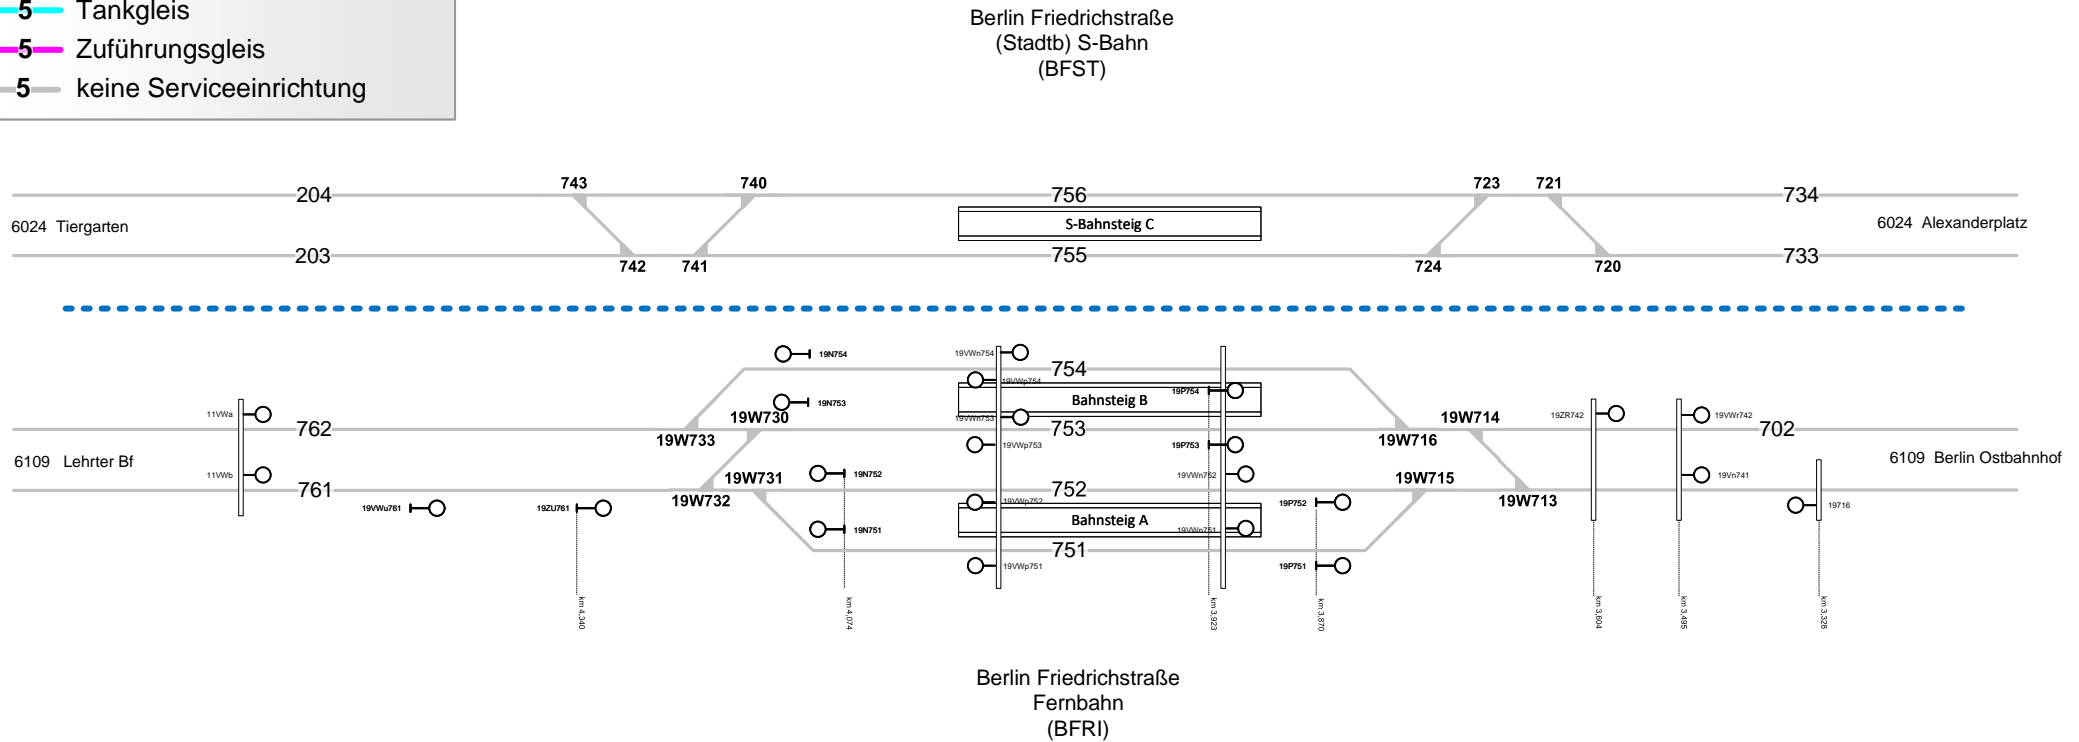 5 Tankgleis
5 Zuführungsgleis
5 keine Serviceeinrichtung
Berlin Friedrichstraße
(Stadtb) S-Bahn
(BFST)
743 740 723 721
204 756 734
6024 Tiergarten S-Bahnsteig C 6024 Alexanderplatz
203 755 733
742 741 724 720
19N754 19VWn754
754
19VWp754
19P754
Bahnsteig B
19N753
11VWa 19VWn753 19W730 19W714 19ZR742 19VWr742
762 753 702
19W733 19VWp753 19P753 19W716
6109 Lehrter Bf 6109 Berlin Ostbahnhof
11VWb 19W731 19N752 19VWn752 19W715 19Vn741
761 752
19W732 19VWp752 19P752 19W713
19VWu761 19ZU761 19716
Bahnsteig A
19N751 19VWn751
751
19VWp751 19P751
km 4,340 km 4,074 km 3,923 km 3,870 km 3,604 km 3,495 km 3,328
Berlin Friedrichstraße
Fernbahn
(BFRI)